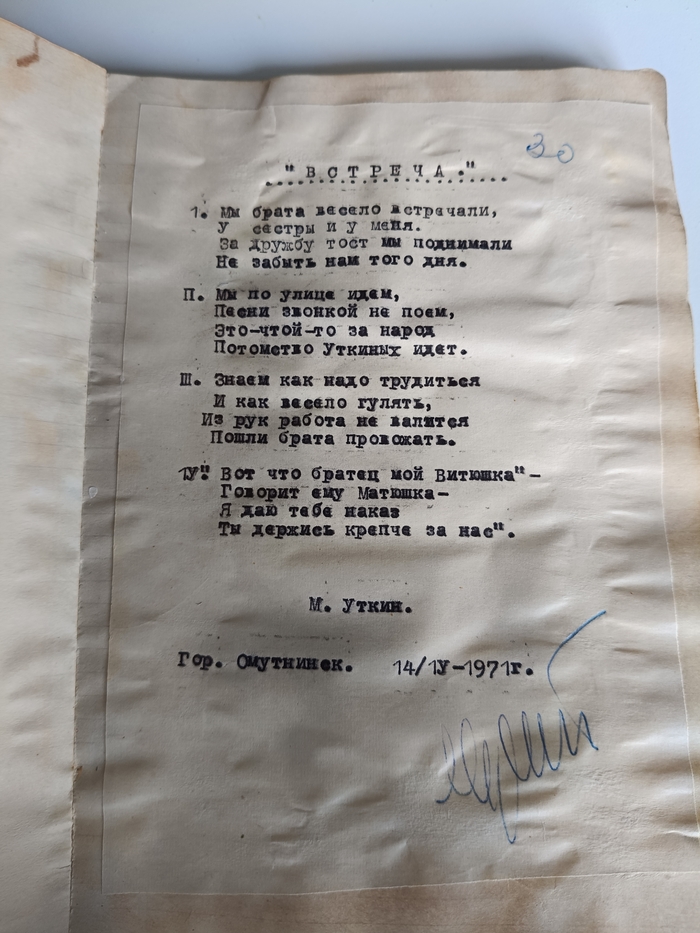 30
"ВСТРЕЧА."
1. Мы брата весело встречали,
У сестры и у меня.
За дружбу тост мы поднимали
Не забыть нам того дня.
П. Мы по улице идем,
Песни звонкой не поем,
Это-чтой-то за народ
Потомство Уткиных идет.
Ш. Знаем как надо трудиться
И как весело гулять,
Из рук работа не валится
Пошли брата провожать.
1У". Вот что братец мой Витюшка"-
Говорит ему Матюшка-
Я даю тебе наказ
Ты держись крепче за нас".
М. Уткин.
Гор. Омутнинск. 14/1У-1971г.